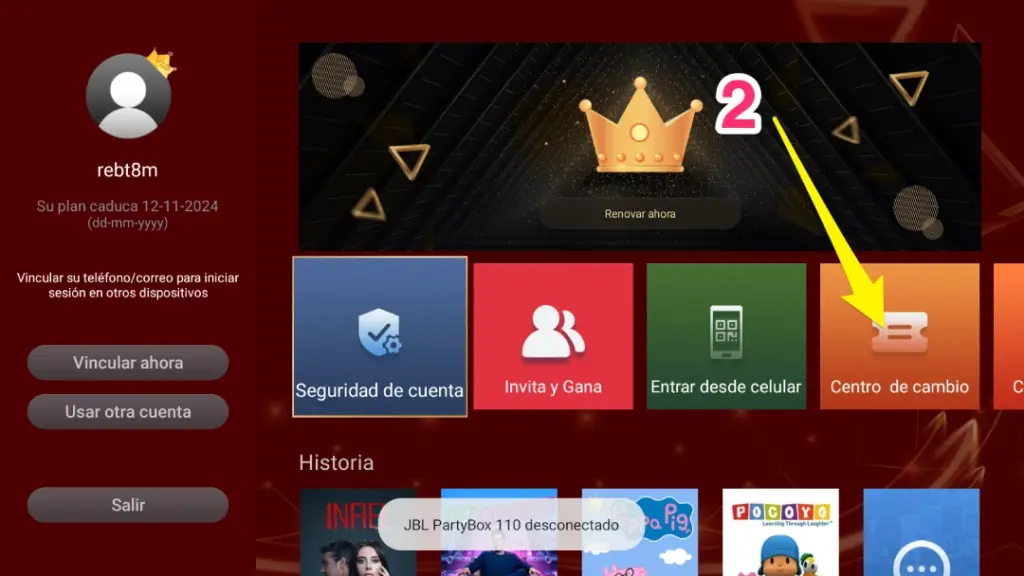 rebt8m
Su plan caduca 12-11-2024
(dd-mm-yyyy)
Vincular su teléfono/correo para iniciar
sesión en otros dispositivos
Vincular ahora
Usar otra cuenta
Salir
2
Renovar ahora
Seguridad de cuenta
Invita y Gana
Entrar desde celular
Centro de cambio
C
Historia
INFIE
JBL PartyBox 110 desconectado
Pig
POCOYO
Learning Through Laughter